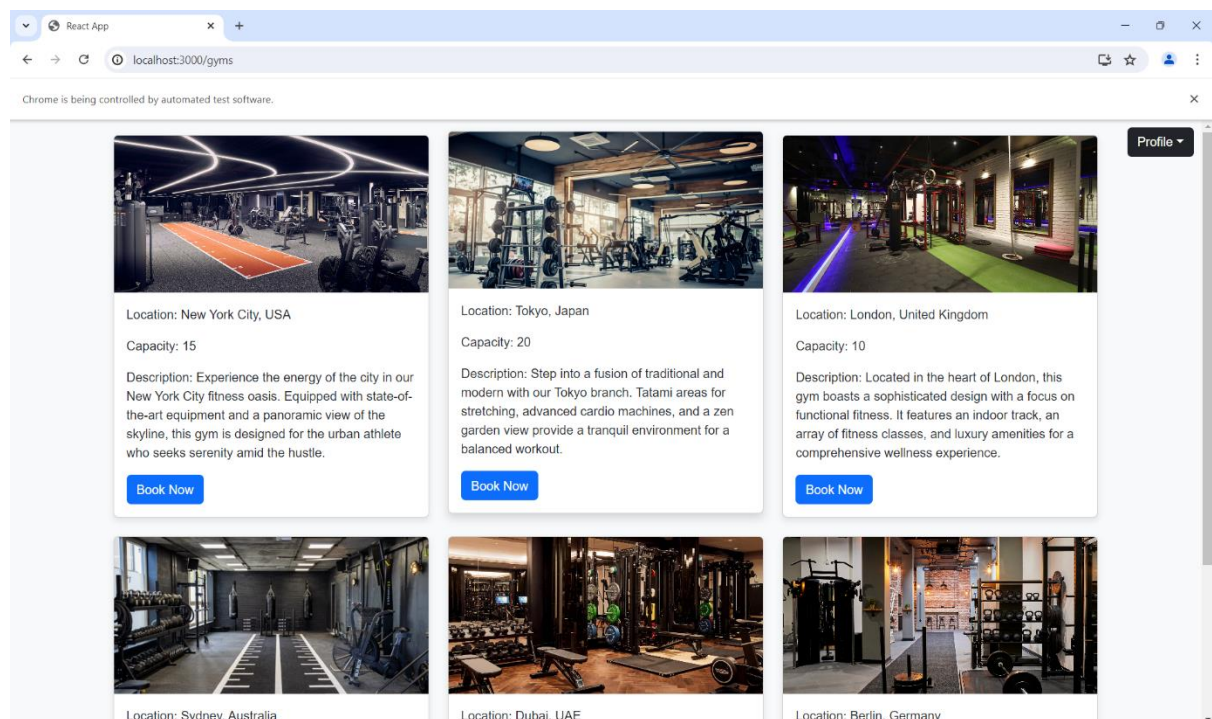 React App
localhost:3000/gyms
Chrome is being controlled by automated test software.
Profile
Location: New York City, USA
Capacity: 15
Description: Experience the energy of the city in our
New York City fitness oasis. Equipped with state-of-
the-art equipment and a panoramic view of the
skyline, this gym is designed for the urban athlete
who seeks serenity amid the hustle.
Book Now
Location: Tokyo, Japan
Capacity: 20
Description: Step into a fusion of traditional and
modern with our Tokyo branch. Tatami areas for
stretching, advanced cardio machines, and a zen
garden view provide a tranquil environment for a
balanced workout.
Book Now
Location: London, United Kingdom
Capacity: 10
Description: Located in the heart of London, this
gym boasts a sophisticated design with a focus on
functional fitness. It features an indoor track, an
array of fitness classes, and luxury amenities for a
comprehensive wellness experience.
Book Now
Location: Sydney, Australia
Location: Dubai, UAE
Location: Berlin, Germany